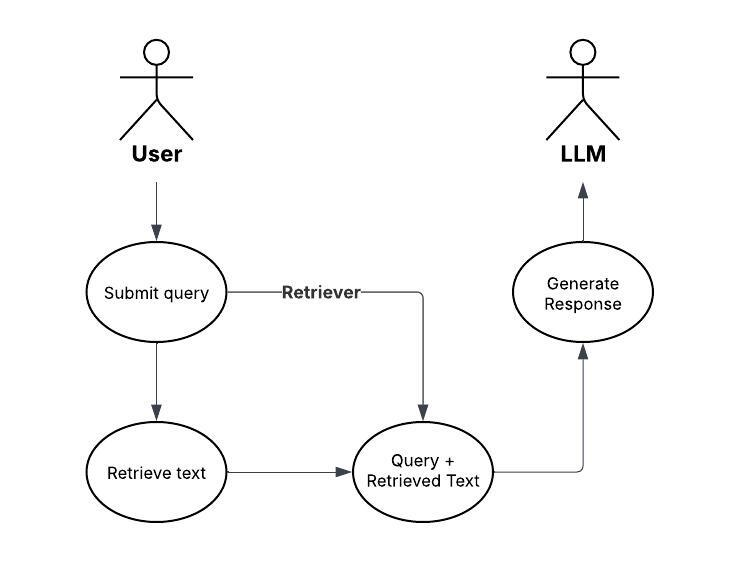 User
LLM
Submit query
Retriever
Generate
Response
Retrieve text
Query +
Retrieved Text